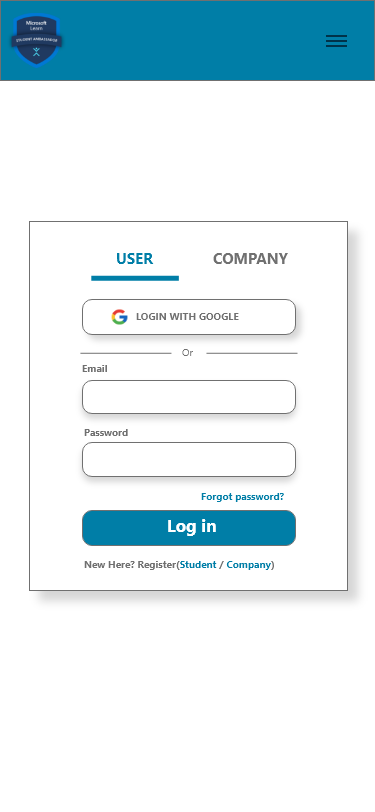 Microsoft
Learn
STUDENT AMBASSADOR
USER COMPANY
LOGIN WITH GOOGLE
Or
Email
Password
Forgot password?
Log in
New Here? Register(Student / Company)